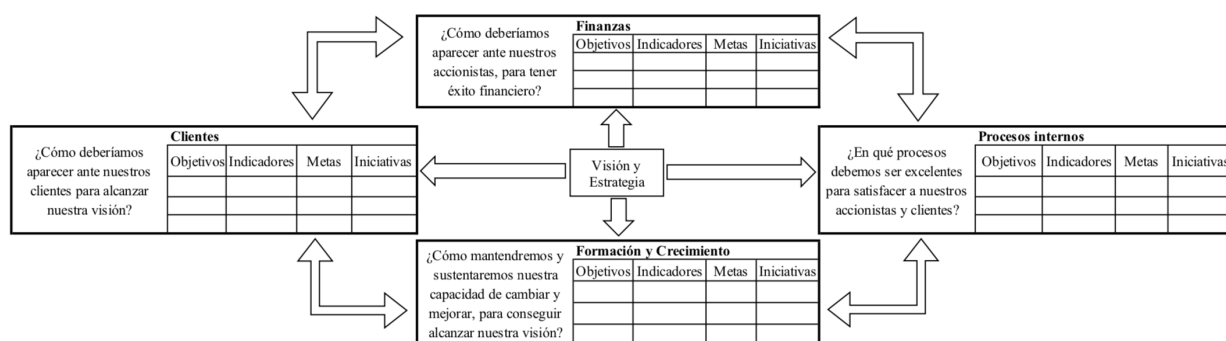 Finanzas
¿Cómo deberíamos
aparecer ante nuestros
accionistas, para tener
éxito financiero?
Objetivos Indicadores Metas Iniciativas
Clientes
¿Cómo deberíamos
aparecer ante nuestros
clientes para alcanzar
nuestra visión?
Objetivos Indicadores Metas Iniciativas
Visión y
Estrategia
Procesos internos
¿En qué procesos
debemos ser excelentes
para satisfacer a nuestros
accionistas y clientes?
Objetivos Indicadores Metas Iniciativas
Formación y Crecimiento
¿Cómo mantendremos y
sustentaremos nuestra
capacidad de cambiar y
mejorar, para conseguir
alcanzar nuestra visión?
Objetivos Indicadores Metas Iniciativas